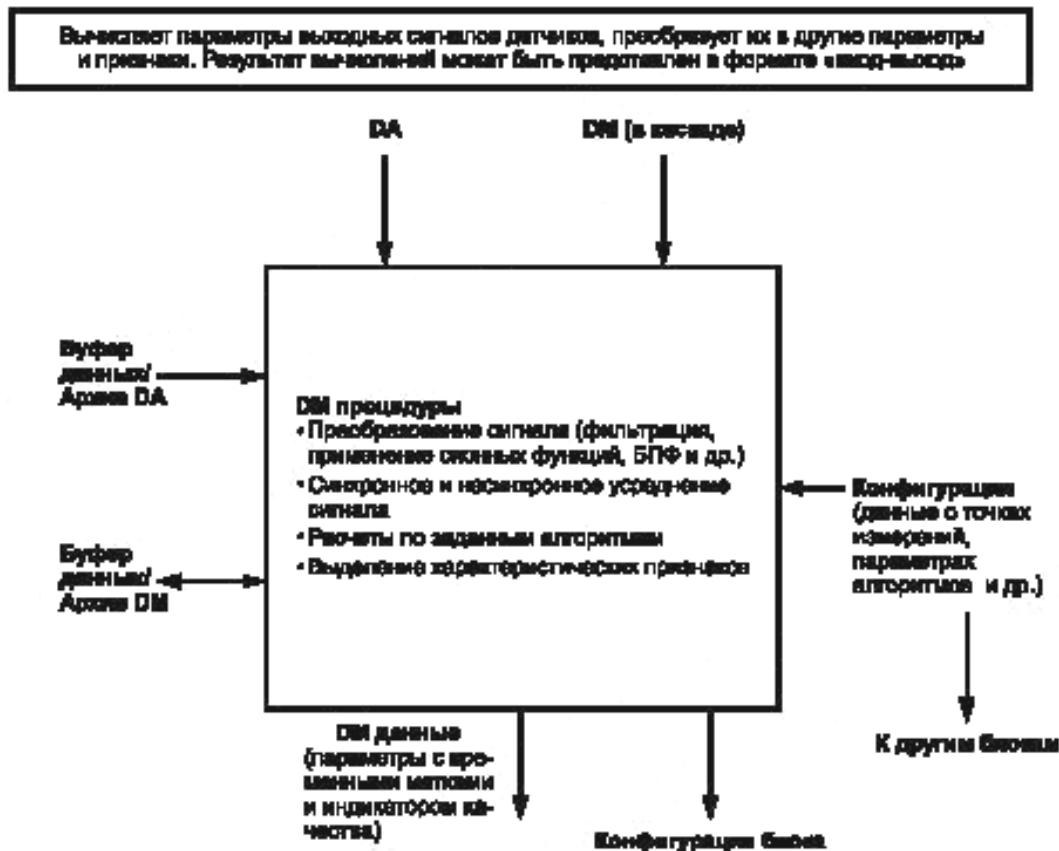 Вычисляет параметры выходных сигналов датчиков, преобразует их в другие параметры
и признаки. Результат вычислений может быть представлен в формате «вход-выход»
DA
DM (в каскаде)
Буфер
данных/
Архив DA
DM процедуры
• Преобразование сигнала (фильтрация,
применение оконных функций, БПФ и др.)
• Синхронное и несинхронное усреднение
сигнала
• Расчеты по заданным алгоритмам
• Выделение характеристических признаков
Буфер
данных/
Архив DM
Конфигурация
(данные о точках
измерений,
параметрах
алгоритмов и др.)
К другим блокам
DM данные
(параметры с вре-
менными метками
и индикатором ка-
чества)
Конфигурация блока